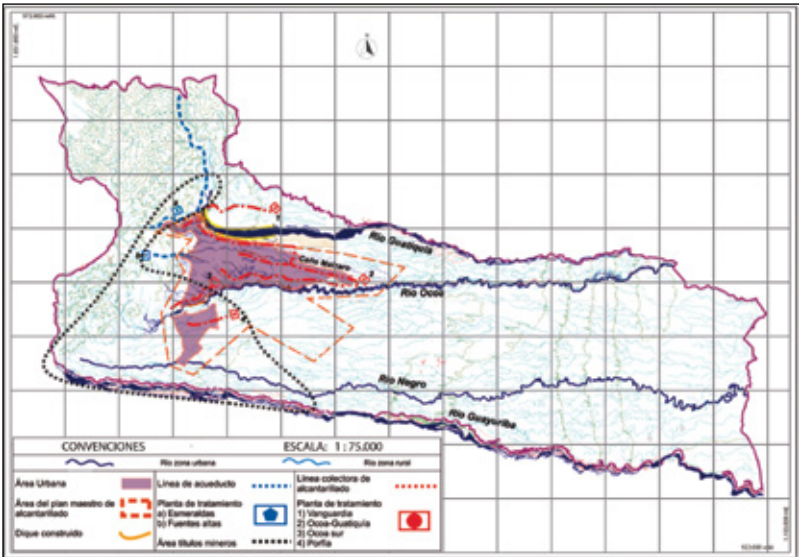 N
Río Guatiquía
Caño Maizaro
Río Ocoa
Río Negro
Río Guayuriba
CONVENCIONES
ESCALA: 1 : 75.000
Río zona urbana
Río zona rural
Área Urbana
Área del plan maestro de
alcantarillado
Dique construido
Línea de acueducto
Planta de tratamiento
a) Esmeraldas
b) Fuentes altas
Área títulos mineros
Línea colectora de
alcantarillado
Planta de tratamiento
1) Vanguardia
2) Ocoa-Guatiquía
3) Ocoa sur
4) Porfía